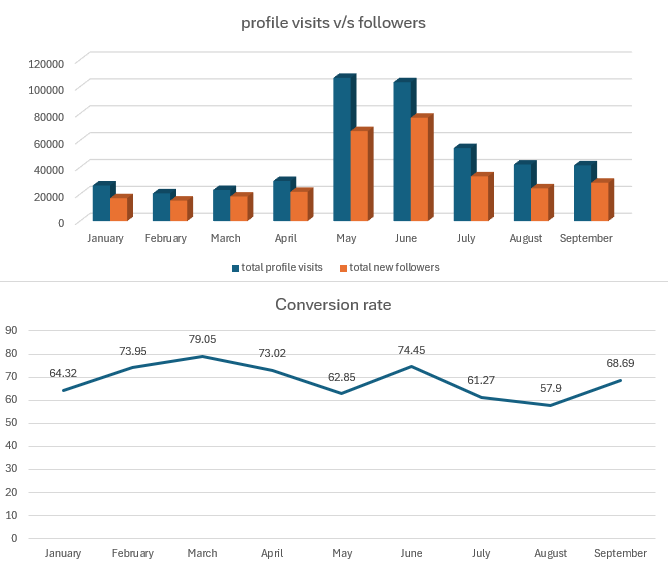 profile visits v/s followers
120000
100000
80000
60000
40000
20000
0
January February March April May June July August September
total profile visits total new followers
Conversion rate
90
80
70
60
50
40
30
20
10
0
64.32 73.95 79.05 73.02 62.85 74.45 61.27 57.9 68.69
January February March April May June July August September